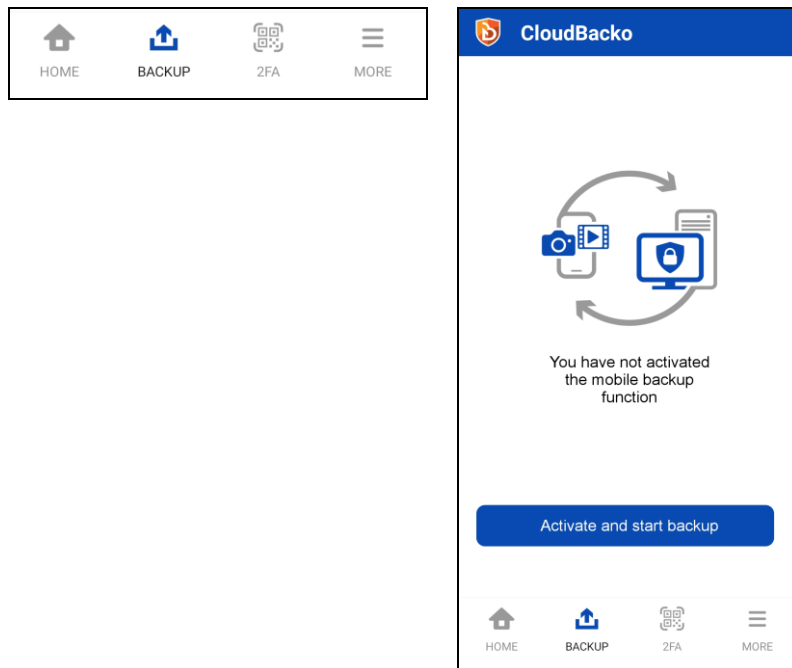 HOME BACKUP 2FA MORE
CloudBacko
You have not activated
the mobile backup
function
Activate and start backup
HOME BACKUP 2FA MORE